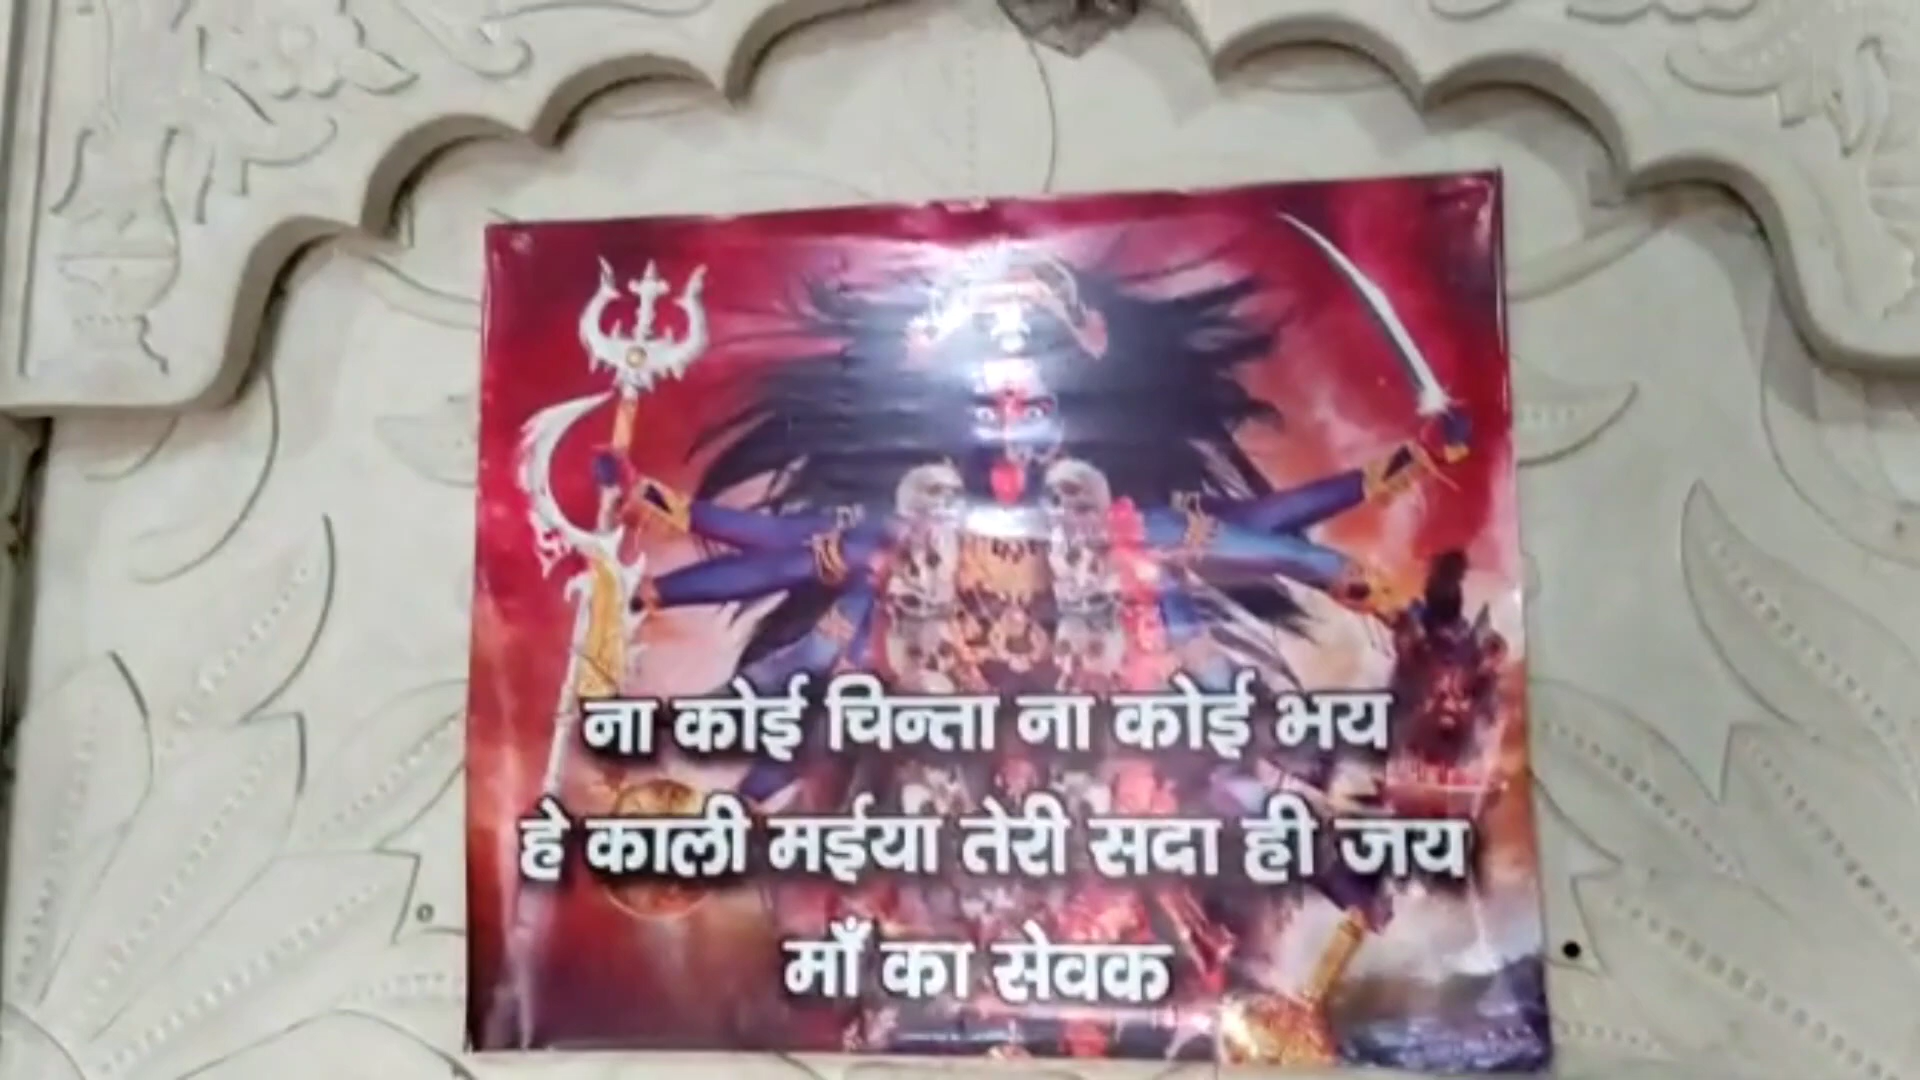 ना कोई चिन्ता ना कोई भय
हे काली मईया तेरी सदा ही जय
माँ का सेवक